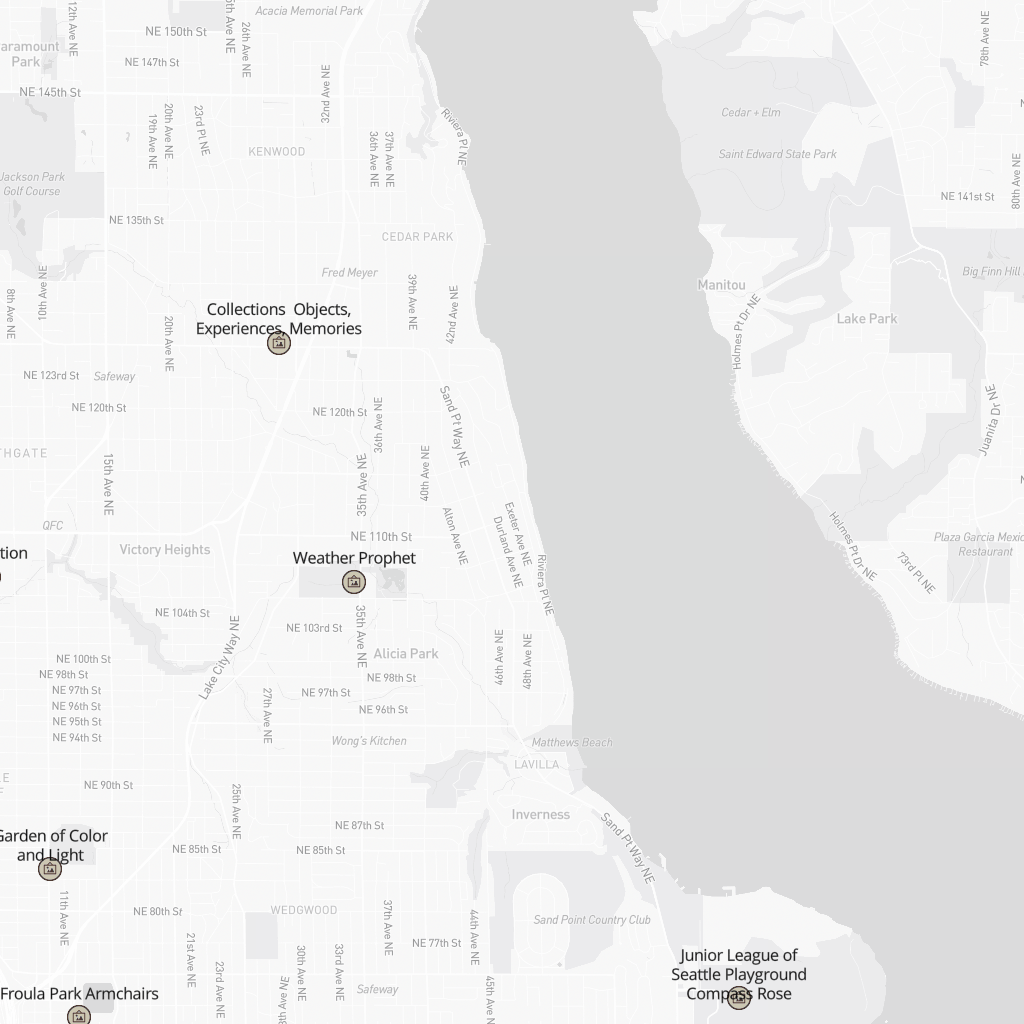 Acacia Memorial Park
12th Ave NE
NE 150th St
26th Ave NE
78th Ave NE
Paramount
Park
NE 147th St
32nd Ave NE
NE 145th St
20th Ave NE
19th Ave NE
23rd Pl NE
Riviera Pl NE
Cedar + Elm
36th Ave NE
37th Ave NE
KENWOOD
Saint Edward State Park
80th Ave NE
Jackson Park
Golf Course
NE 141st St
NE 135th St
CEDAR PARK
Fred Meyer
Big Finn Hill
10th Ave NE
8th Ave NE
39th Ave NE
42nd Ave NE
Manitou
Holmes Pt Dr NE
Lake Park
20th Ave NE
Collections  Objects,
Experiences, Memories
NE 123rd St
Safeway
NE 120th St
NE 120th St
36th Ave NE
Sand Pt Way NE
Juanita Dr NE
THGATE
15th Ave NE
35th Ave NE
40th Ave NE
QFC
NE 110th St
Alton Ave NE
Exeter Ave NE
Durland Ave NE
Holmes Pt Dr NE
Plaza Garcia Mexic
Restaurant
tion
Victory Heights
Weather Prophet
Riviera Pl NE
73rd Pl NE
NE 104th St
NE 103rd St
35th Ave NE
Lake City Way NE
46th Ave NE
48th Ave NE
Alicia Park
NE 100th St
NE 98th St
NE 98th St
NE 97th St
NE 97th St
NE 96th St
NE 96th St
NE 95th St
NE 94th St
27th Ave NE
Wong's Kitchen
Matthews Beach
LAVILLA
NE 90th St
25th Ave NE
Inverness
NE 87th St
Sand Pt Way NE
Garden of Color
and Light
NE 85th St
NE 85th St
11th Ave NE
NE 80th St
WEDGWOOD
37th Ave NE
44th Ave NE
Sand Point Country Club
NE 77th St
21st Ave NE
23rd Ave NE
30th Ave NE
33rd Ave NE
Safeway
45th Ave NE
Junior League of
Seattle Playground
Compass Rose
Froula Park Armchairs